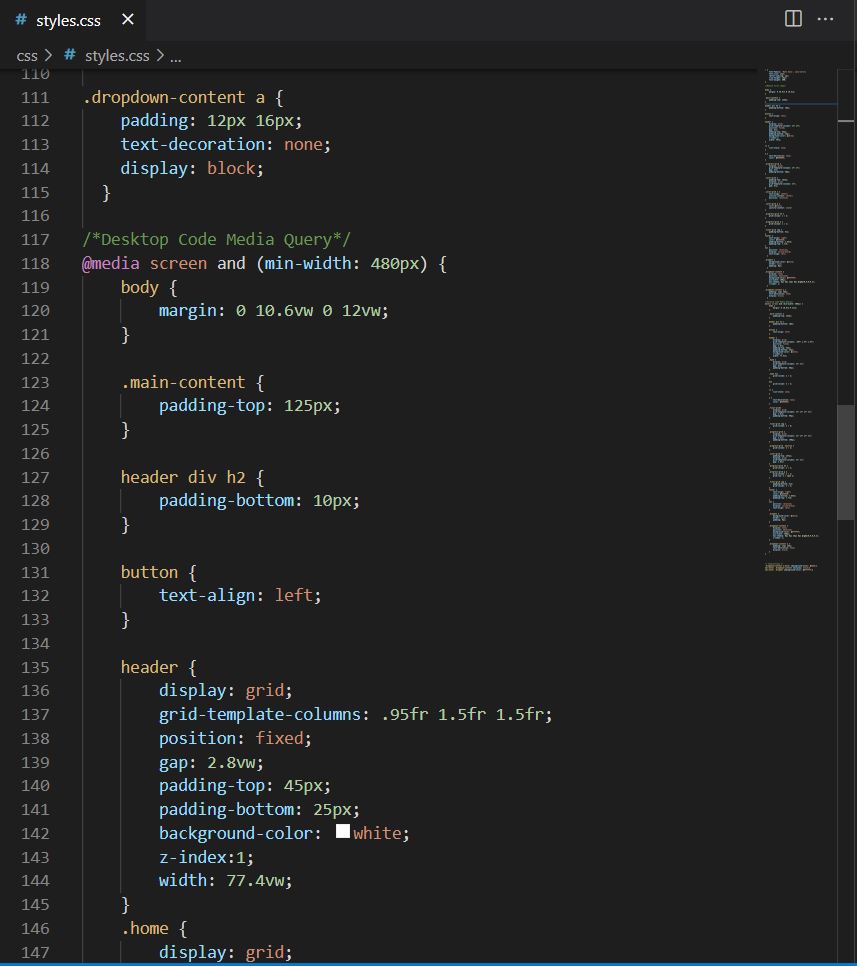 # styles.css ×
css > # styles.css > ...
110
111 .dropdown-content a {
112     padding: 12px 16px;
113     text-decoration: none;
114     display: block;
115   }
116
117 /*Desktop Code Media Query*/
118 @media screen and (min-width: 480px) {
119     body {
120         margin: 0 10.6vw 0 12vw;
121     }
122
123     .main-content {
124         padding-top: 125px;
125     }
126
127     header div h2 {
128         padding-bottom: 10px;
129     }
130
131     button {
132         text-align: left;
133     }
134
135     header {
136         display: grid;
137         grid-template-columns: .95fr 1.5fr 1.5fr;
138         position: fixed;
139         gap: 2.8vw;
140         padding-top: 45px;
141         padding-bottom: 25px;
142         background-color: white;
143         z-index:1;
144         width: 77.4vw;
145     }
146     .home {
147         display: grid;